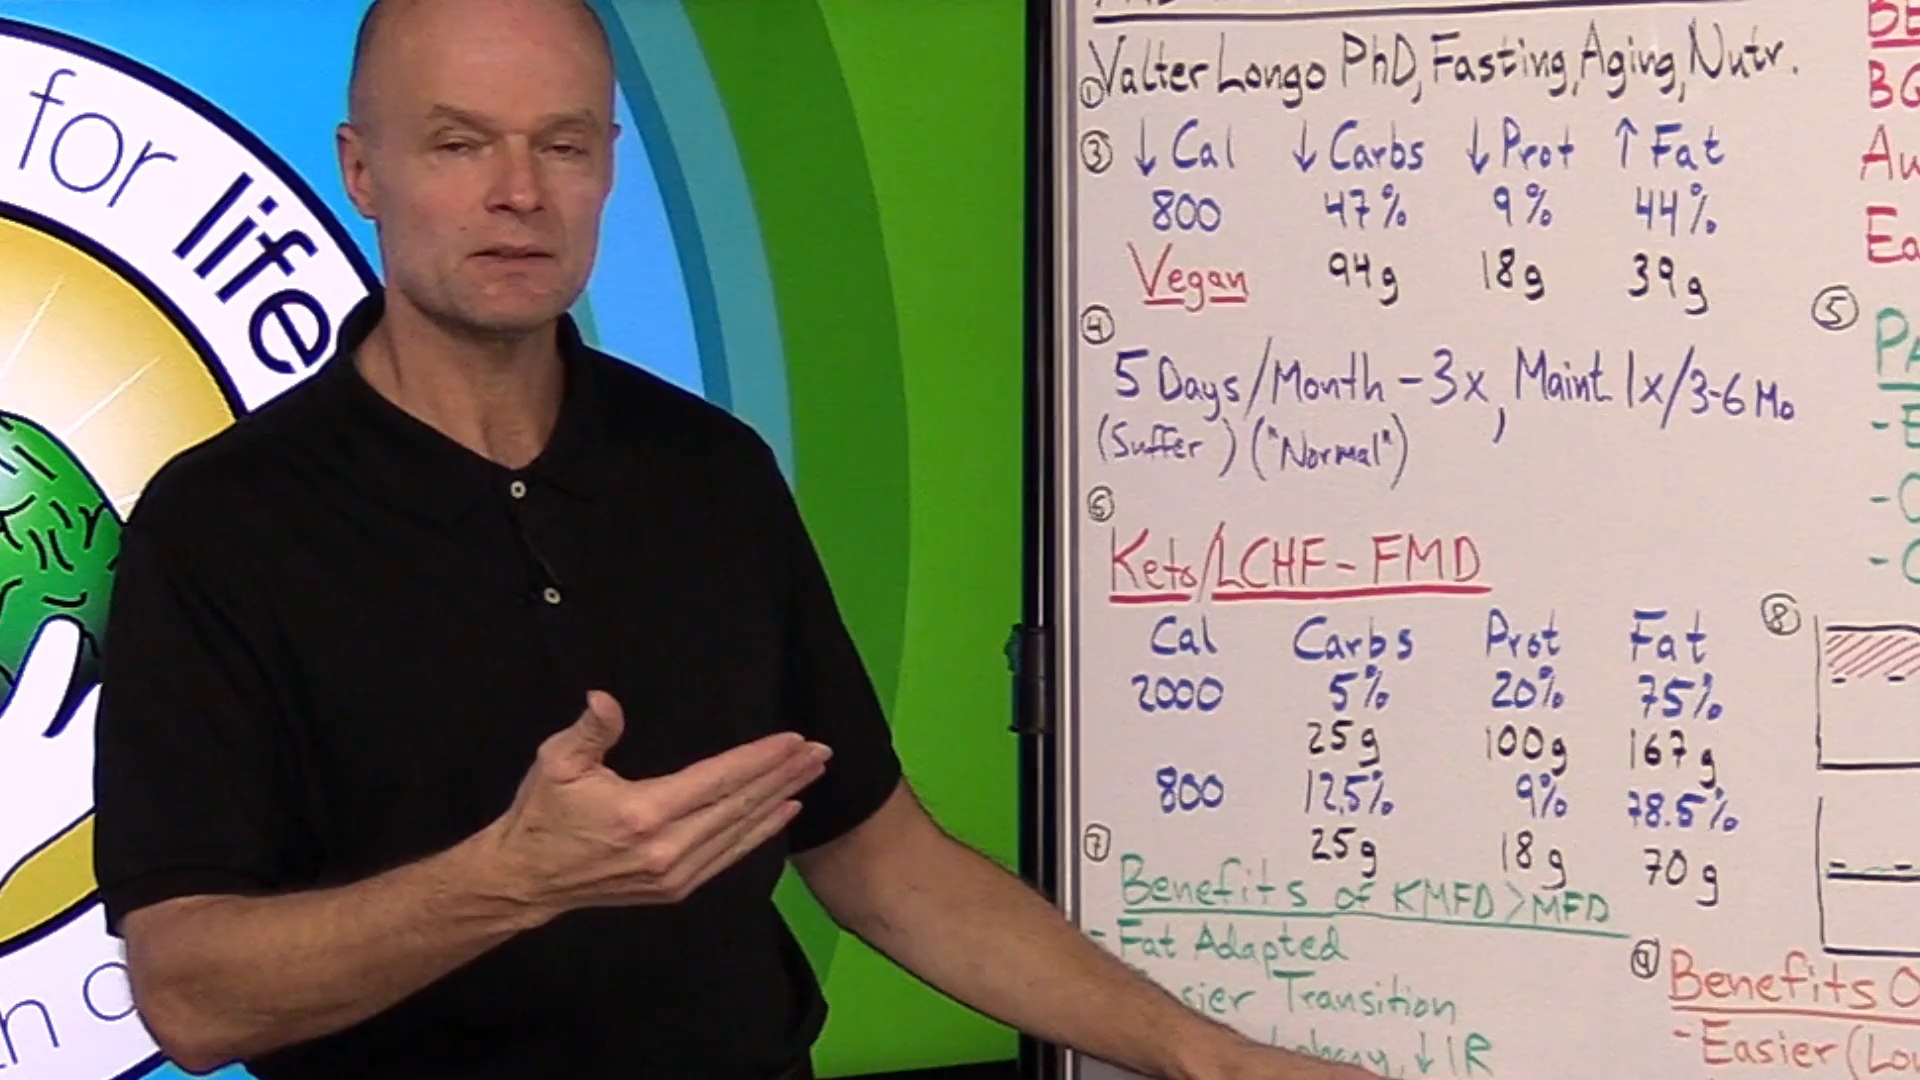 for life
Valter Longo PhD, Fasting, Aging, Nutr.
① 
③ ↓ Cal ↓ Carbs ↓ Prot ↑ Fat
800 47% 9% 44%
Vegan 94g 18g 39g
④
5 Days/Month - 3x, Maint 1x/3-6 Mo
(Suffer) ("Normal")
⑥
Keto/LCHF - FMD
Cal Carbs Prot Fat
2000 5% 20% 75%
25g 100g 167g
800 12.5% 9% 78.5%
25g 18g 70g
⑦
Benefits of KMFD > MFD
- Fat Adapted
Transition
↓ IR
BG
⑤
⑧
⑨ Benefits
- Easier